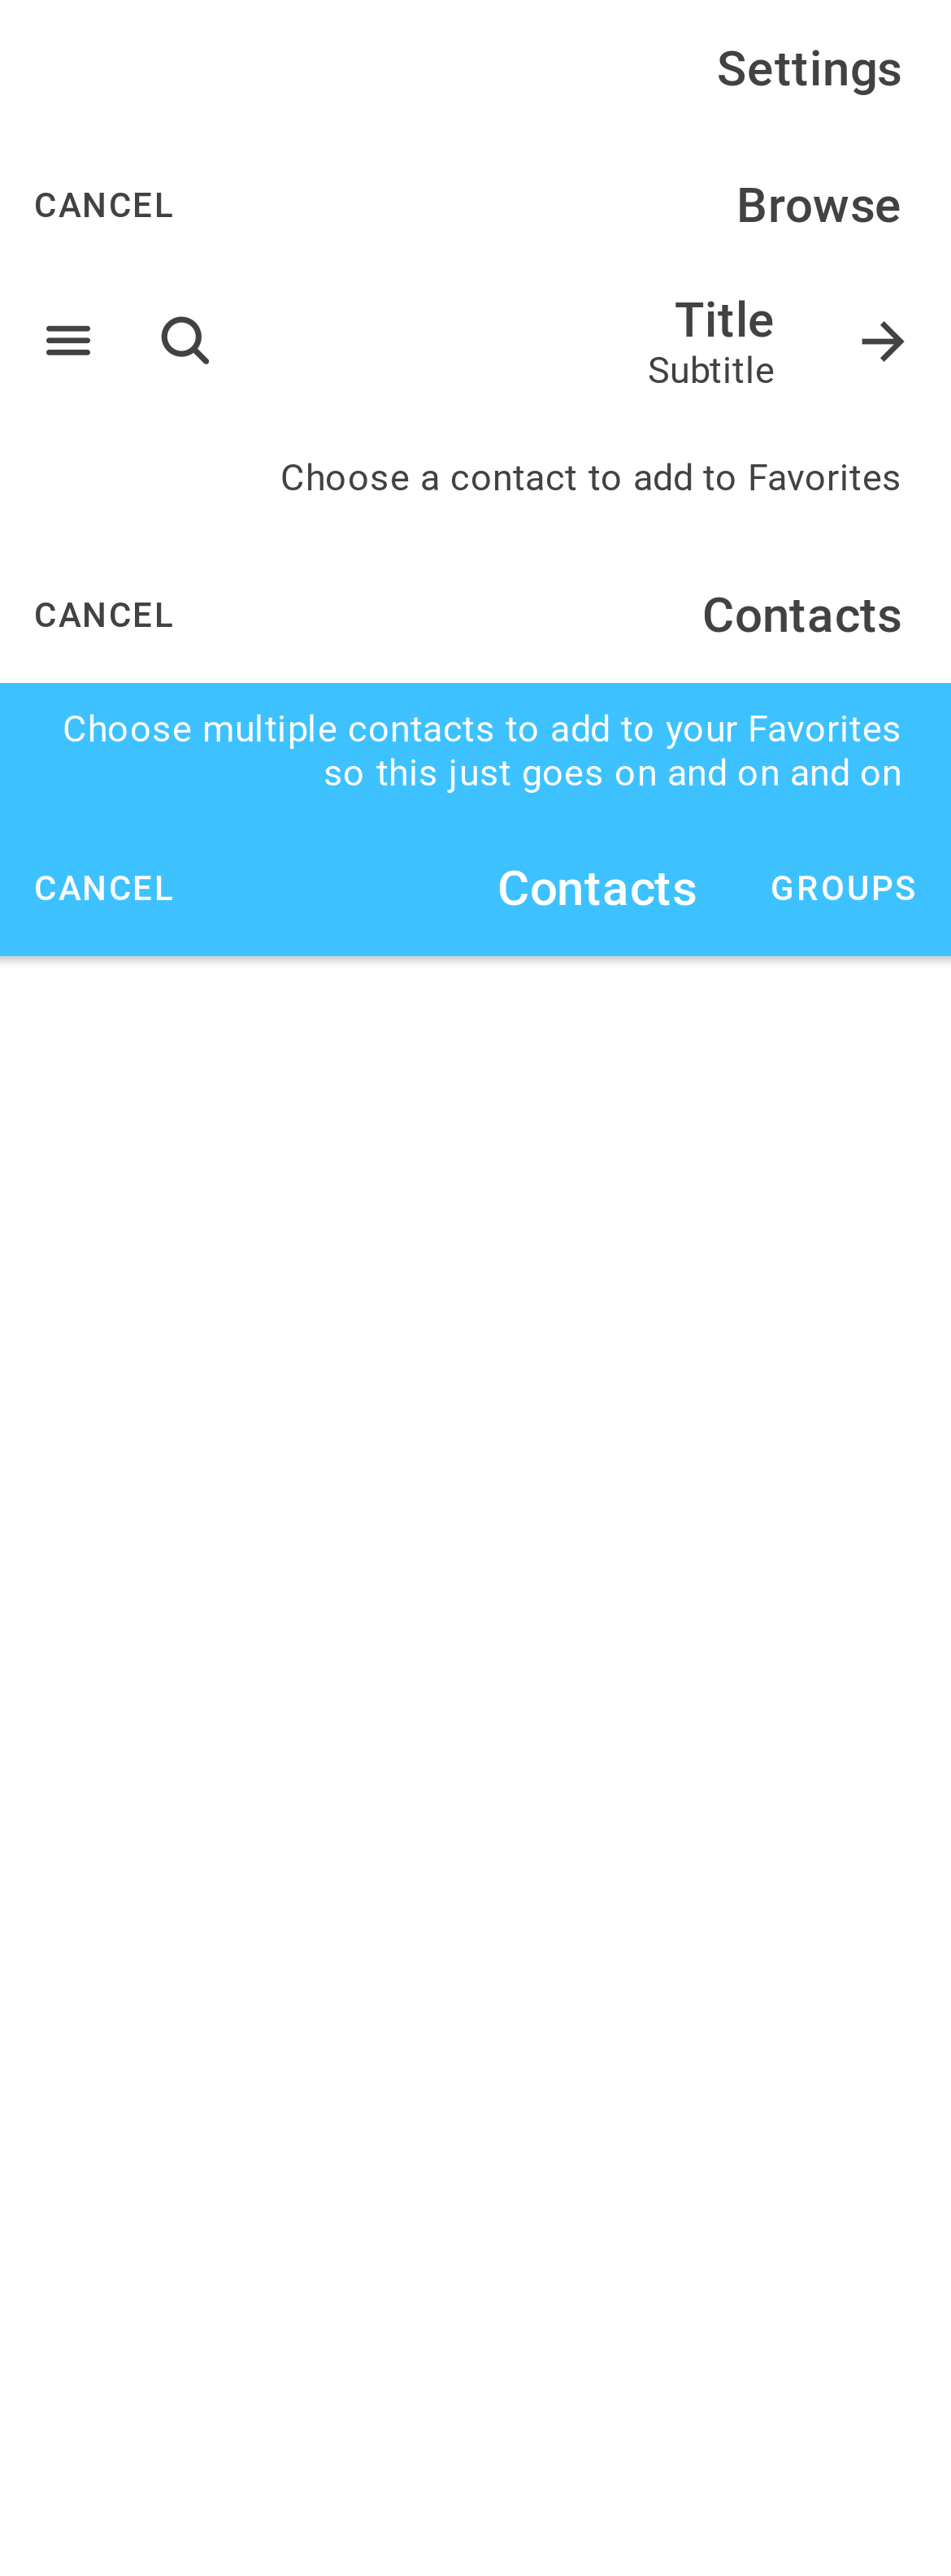 Settings
CANCEL
Browse
Title
Subtitle
Choose a contact to add to Favorites
CANCEL
Contacts
Choose multiple contacts to add to your Favorites
so this just goes on and on and on
CANCEL
Contacts
GROUPS